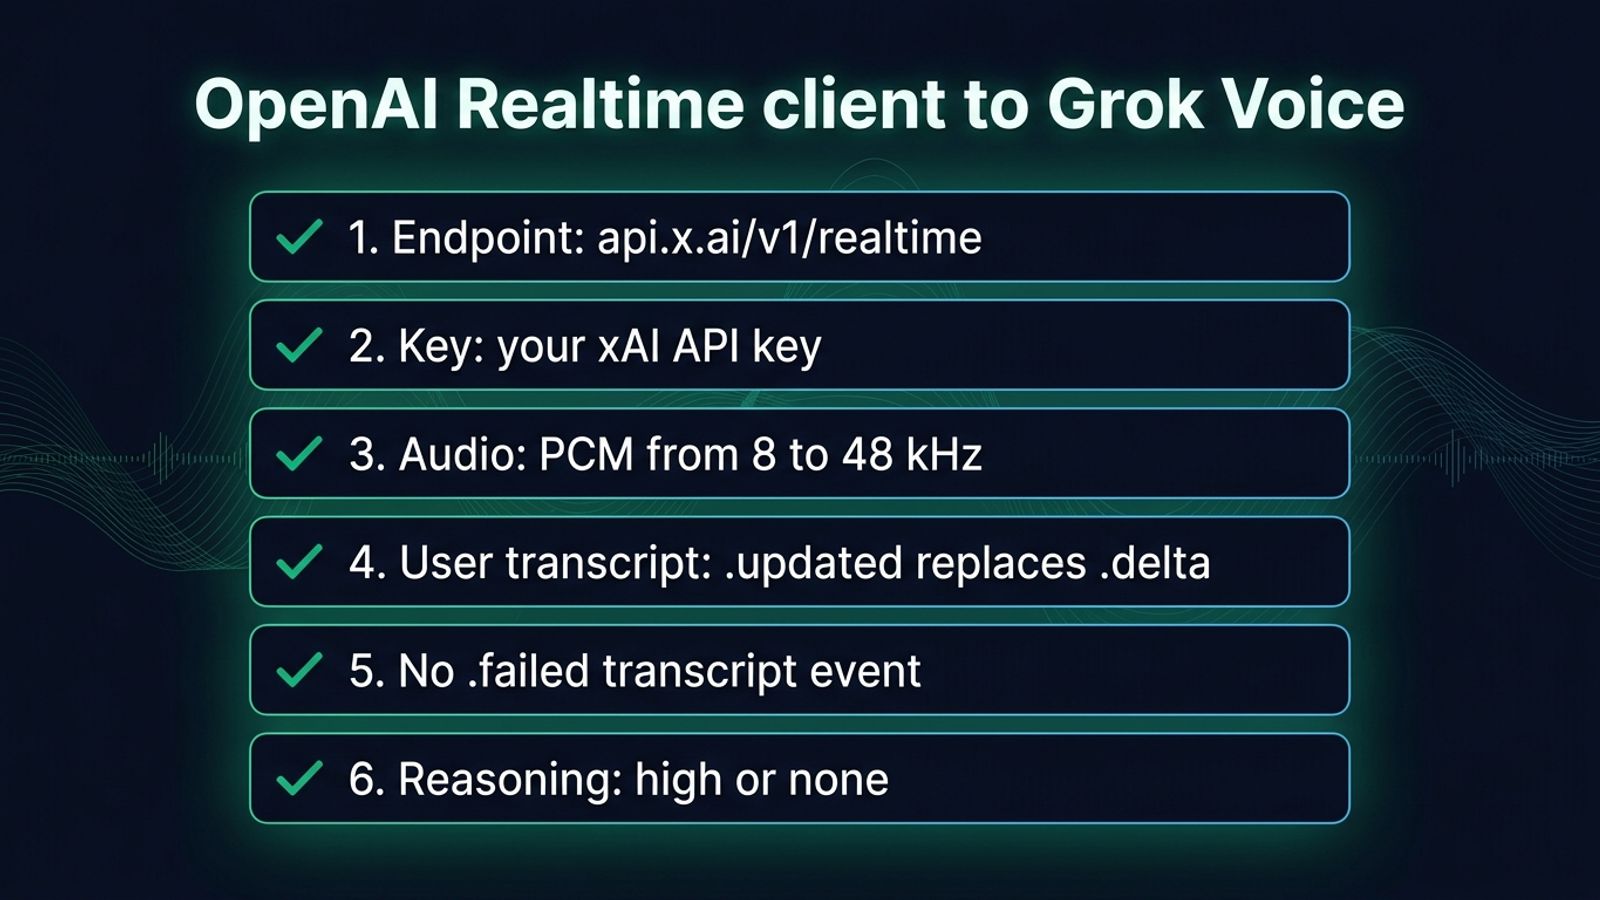 OpenAI Realtime client to Grok Voice
1. Endpoint: api.x.ai/v1/realtime
2. Key: your xAI API key
3. Audio: PCM from 8 to 48 kHz
4. User transcript: .updated replaces .delta
5. No .failed transcript event
6. Reasoning: high or none